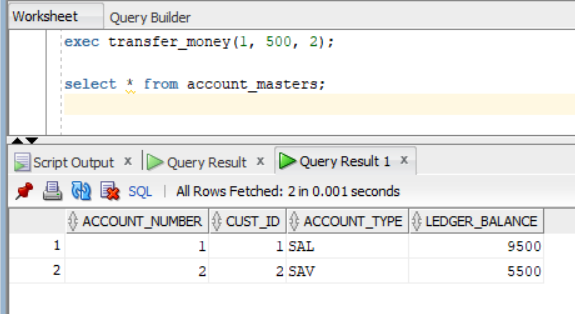 Worksheet Query Builder
exec transfer_money(1, 500, 2);
select * from account_masters;
Script Output x Query Result x Query Result 1 x
SQL | All Rows Fetched: 2 in 0.001 seconds
ACCOUNT_NUMBER CUST_ID ACCOUNT_TYPE LEDGER_BALANCE
1 1 1 SAL 9500
2 2 2 SAV 5500